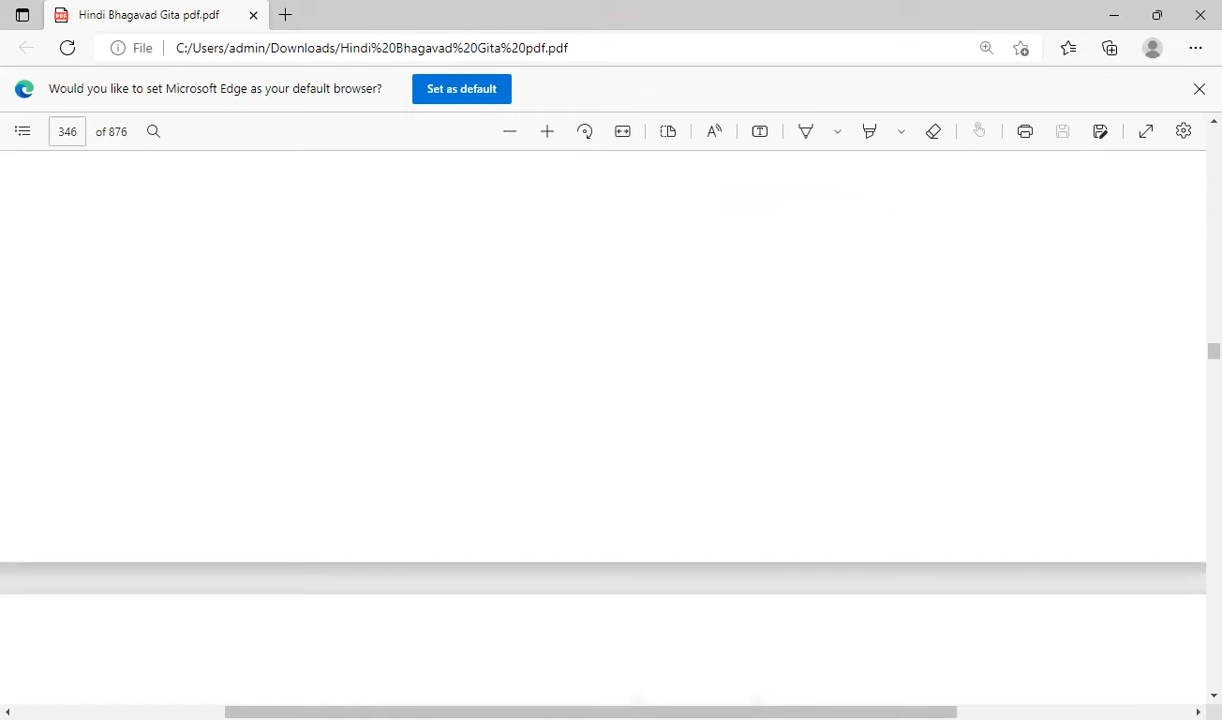 Hindi Bhagavad Gita pdf.pdf
File C:/Users/admin/Downloads/Hindi%20Bhagavad%20Gita%20pdf.pdf
Would you like to set Microsoft Edge as your default browser? Set as default
346 of 876